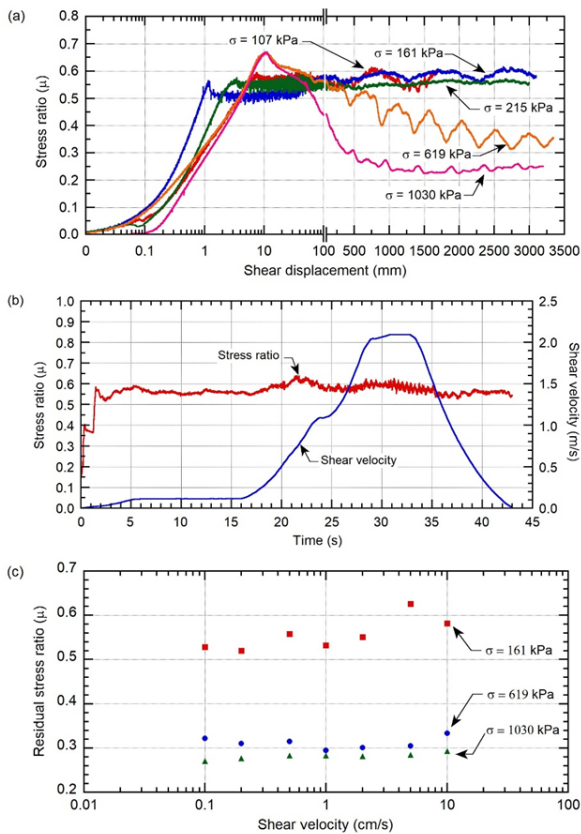 (a)
0.8
0.7
0.6
0.5
0.4
0.3
0.2
0.1
0.0
Stress ratio (μ)
σ = 107 kPa
σ = 161 kPa
σ = 215 kPa
σ = 619 kPa
σ = 1030 kPa
0 0.1 1 10 100 500 1000 1500 2000 2500 3000 3500
Shear displacement (mm)
(b)
1.0
0.9
0.8
0.7
0.6
0.5
0.4
0.3
0.2
0.1
0.0
Stress ratio (μ)
Stress ratio
Shear velocity
2.5
2.0
1.5
1.0
0.5
0.0
Shear velocity (m/s)
0 5 10 15 20 25 30 35 40 45
Time (s)
(c)
0.7
0.6
0.5
0.4
0.3
0.2
Residual stress ratio (μ)
σ = 161 kPa
σ = 619 kPa
σ = 1030 kPa
0.01 0.1 1 10 100
Shear velocity (cm/s)